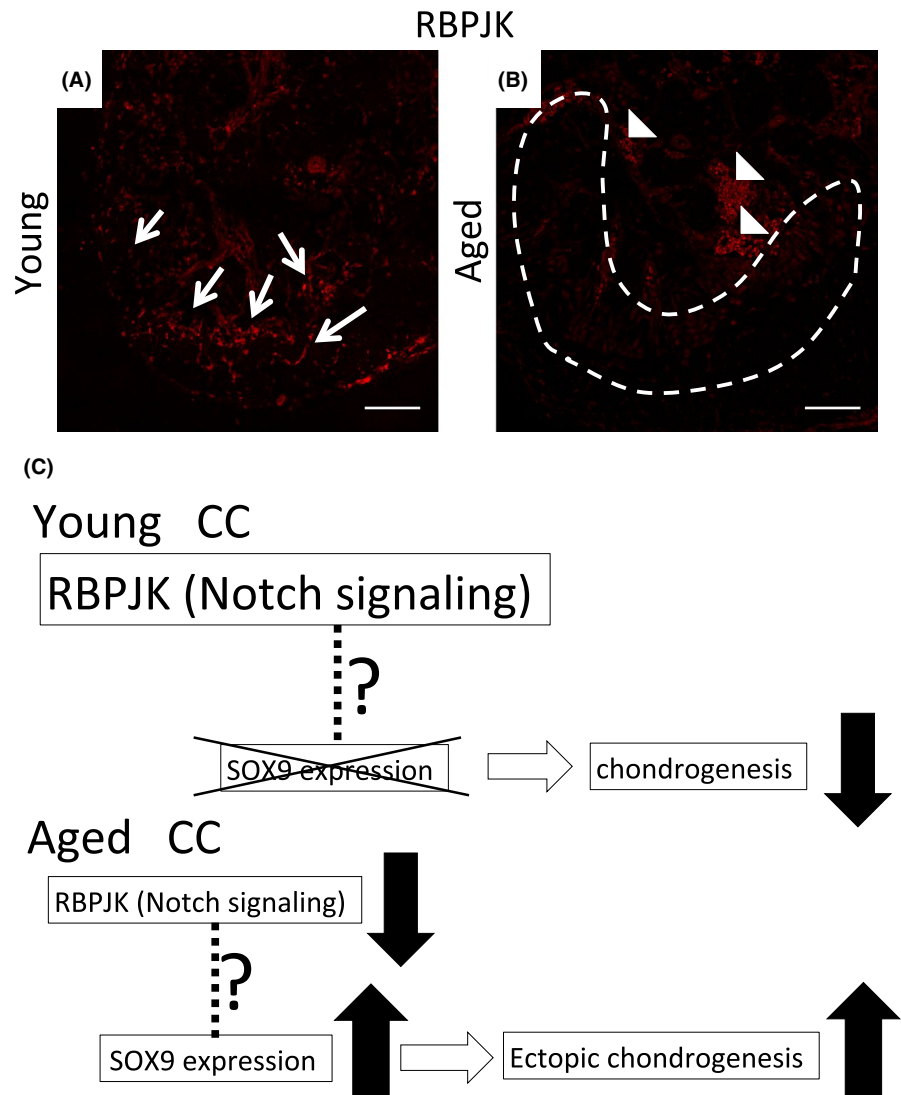 RBPJK
(A)
(B)
Young
Aged
(C)
Young CC
RBPJK (Notch signaling)
?
SOX9 expression
chondrogenesis
Aged CC
RBPJK (Notch signaling)
?
SOX9 expression
Ectopic chondrogenesis